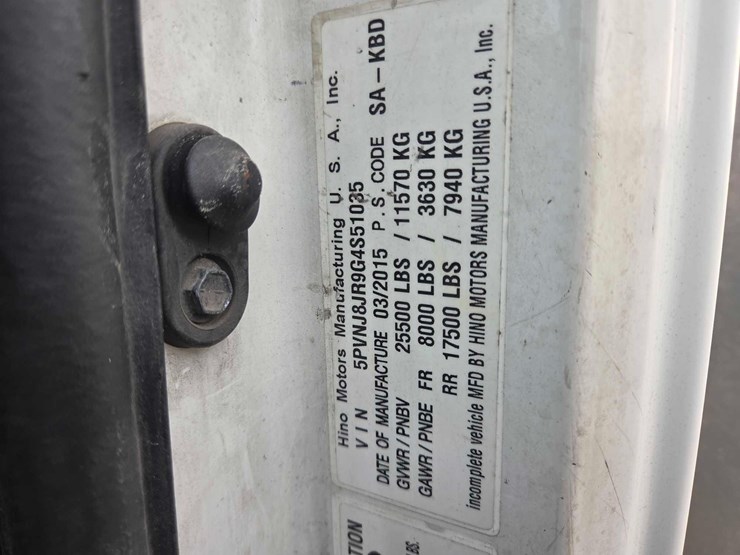 Hino Motors Manufacturing U. S. A., Inc.
VIN 5PVNJ8JR9G4S51035
DATE OF MANUFACTURE 03/2015 P.S. CODE SA-KBD
GVWR/PNBV 25500 LBS / 11570 KG
GAWR/PNBE FR 8000 LBS / 3630 KG
RR 17500 LBS / 7940 KG
incomplete vehicle MFD BY HINO MOTORS MANUFACTURING U.S.A., Inc.